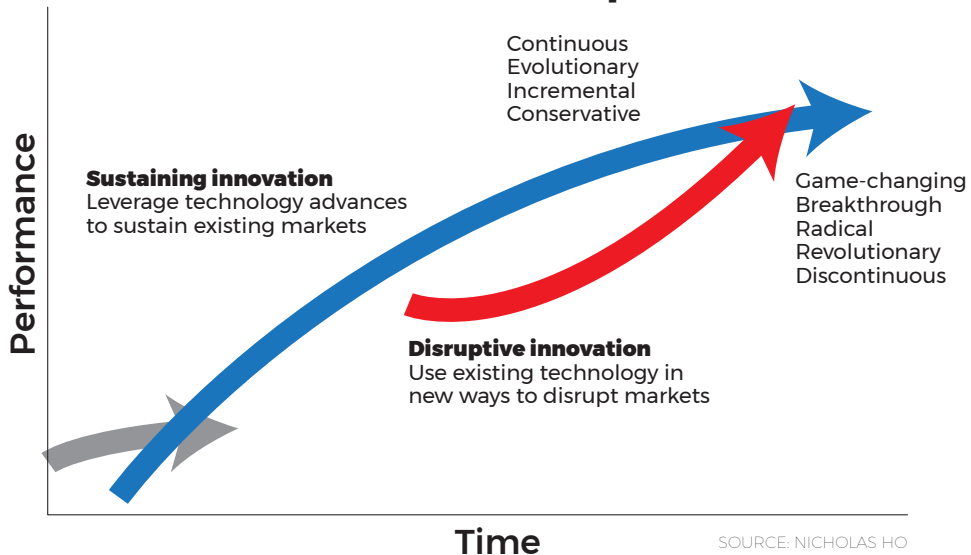 Continuous
Evolutionary
Incremental
Conservative
Sustaining innovation
Leverage technology advances
to sustain existing markets
Game-changing
Breakthrough
Radical
Revolutionary
Discontinuous
Disruptive innovation
Use existing technology in
new ways to disrupt markets
Performance
Time
SOURCE: NICHOLAS HO